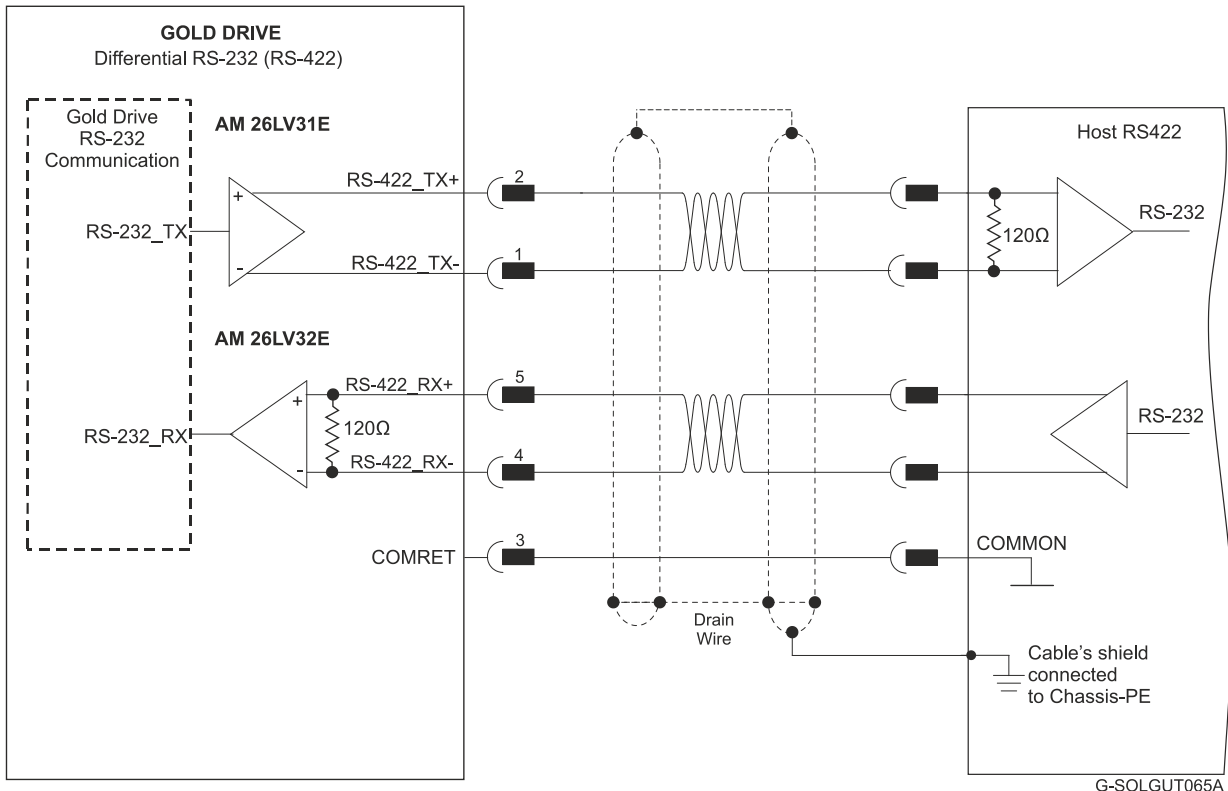 GOLD DRIVE
Differential RS-232 (RS-422)
Gold Drive
RS-232
Communication
AM 26LV31E
+
-
RS-232_TX
RS-422_TX+
2
RS-422_TX-
1
AM 26LV32E
+
-
RS-232_RX
120Ω
RS-422_RX+
5
RS-422_RX-
4
COMRET
3
Drain
Wire
Host RS422
120Ω
RS-232
RS-232
COMMON
Cable's shield
connected
to Chassis-PE
G-SOLGUT065A